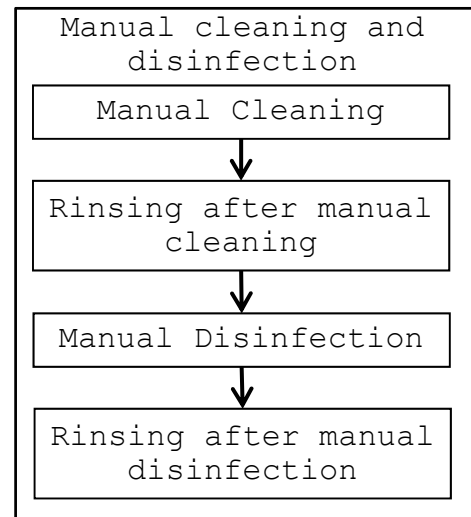 Manual cleaning and
disinfection
Manual Cleaning
Rinsing after manual
cleaning
Manual Disinfection
Rinsing after manual
disinfection